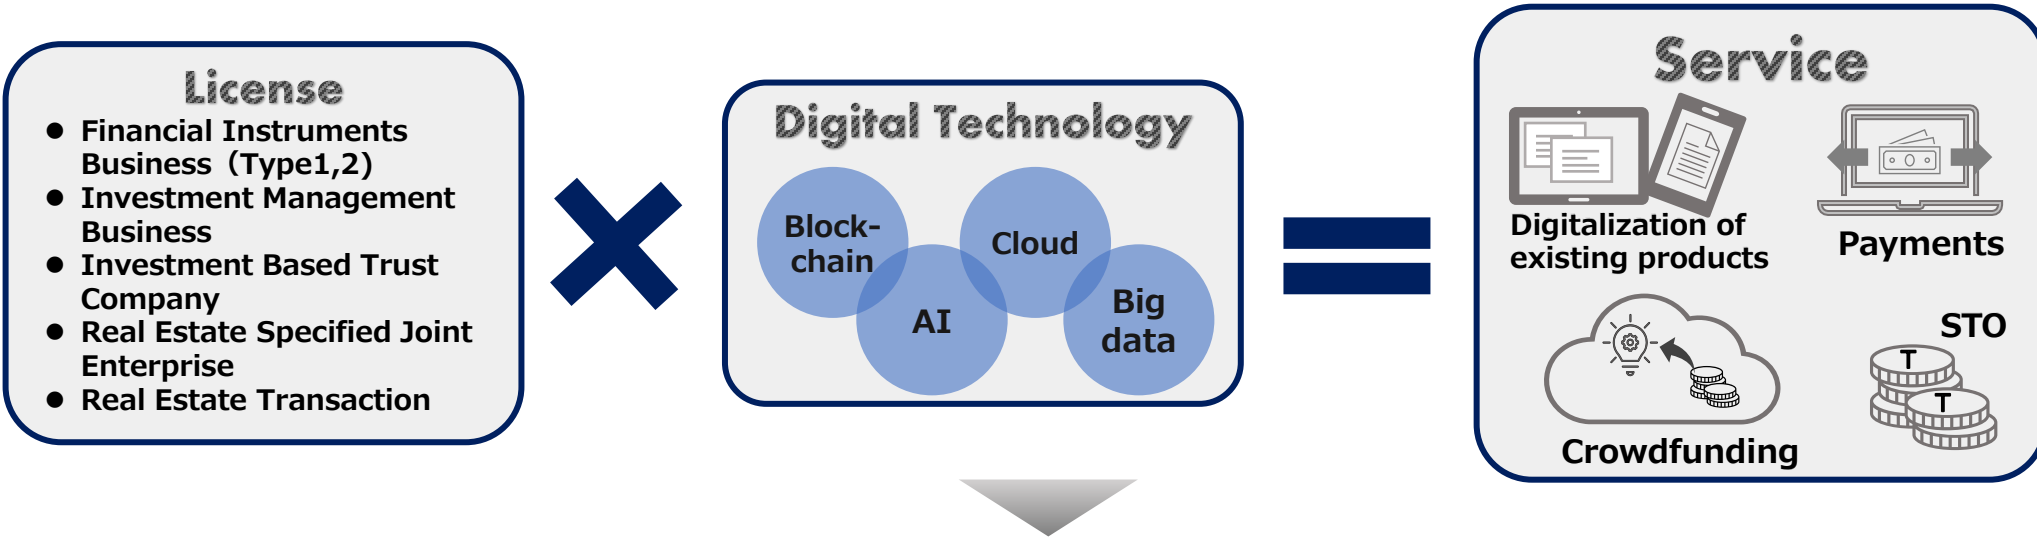 License
● Financial Instruments
Business（Type1,2)
● Investment Management
Business
● Investment Based Trust
Company
● Real Estate Specified Joint
Enterprise
● Real Estate Transaction
Digital Technology
Block-
chain
AI
Cloud
Big
data
Service
Digitalization of
existing products
Payments
Crowdfunding
STO
T
T